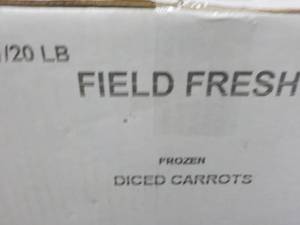 /20 LB
FIELD FRESH
FROZEN
DICED CARROTS